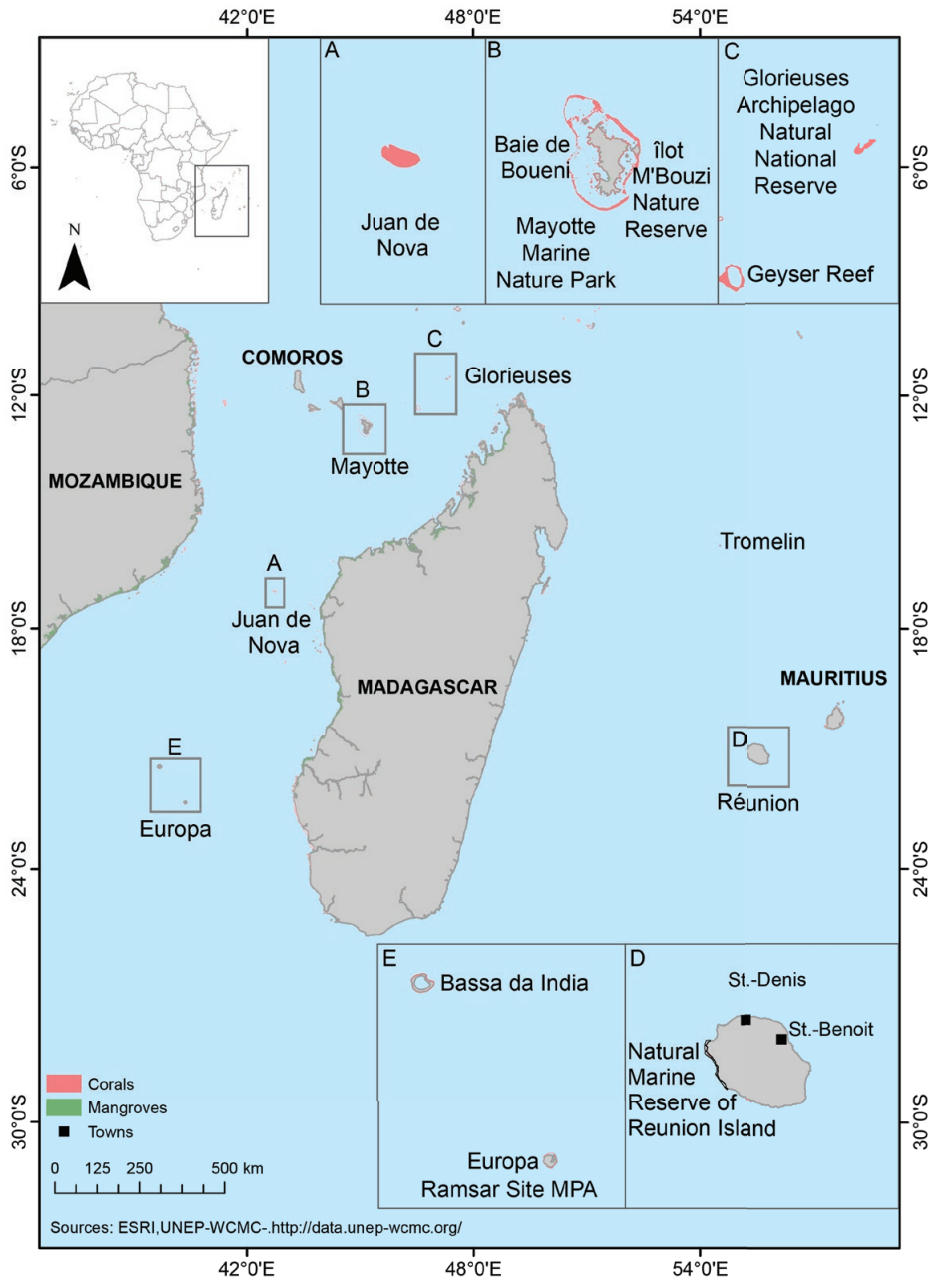 42°0'E
48°0'E
54°0'E
A
B
C
Glorieuses
Archipelago
Natural
National
Reserve
Baie de
Boueni
îlot
M'Bouzi
Nature
Reserve
6°0'S
6°0'S
Juan de
Nova
Mayotte
Marine
Nature Park
N
Geyser Reef
COMOROS
C
Glorieuses
B
12°0'S
12°0'S
Mayotte
MOZAMBIQUE
Tromelin
A
Juan de
Nova
18°0'S
18°0'S
MADAGASCAR
MAURITIUS
E
D
Europa
Réunion
24°0'S
24°0'S
E
D
Bassa da India
St.-Denis
St.-Benoit
Natural
Marine
Reserve of
Reunion Island
Corals
Mangroves
Towns
30°0'S
30°0'S
0 125 250 500 km
Europa
Ramsar Site MPA
Sources: ESRI,UNEP-WCMC-.http://data.unep-wcmc.org/
42°0'E
48°0'E
54°0'E